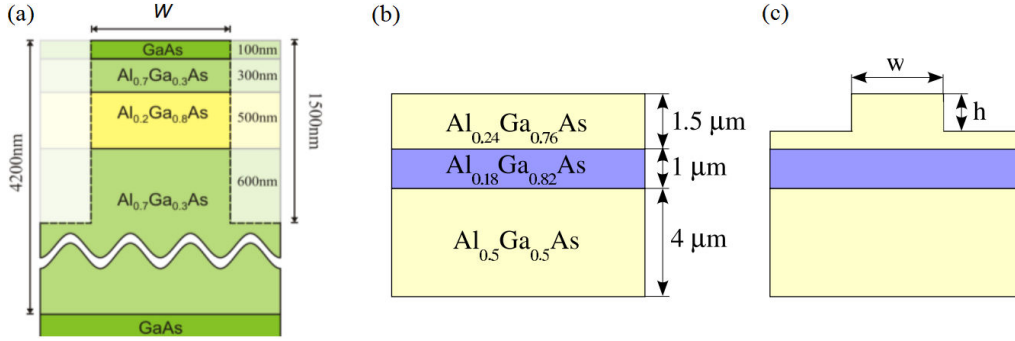 (a)
W
GaAs
100nm
Al₀.₇Ga₀.₃As
300nm
Al₀.₂Ga₀.₈As
500nm
Al₀.₇Ga₀.₃As
600nm
1500nm
4200nm
GaAs
(b)
Al₀.₂₄Ga₀.₇₆As
1.5 μm
Al₀.₁₈Ga₀.₈₂As
1 μm
Al₀.₅Ga₀.₅As
4 μm
(c)
w
h